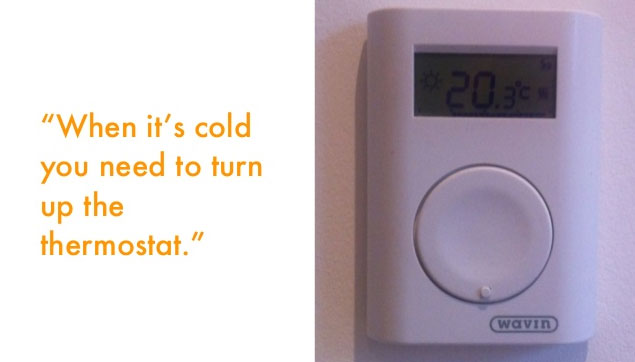 “When it’s cold
you need to turn
up the
thermostat.”
20.3°C
wavin